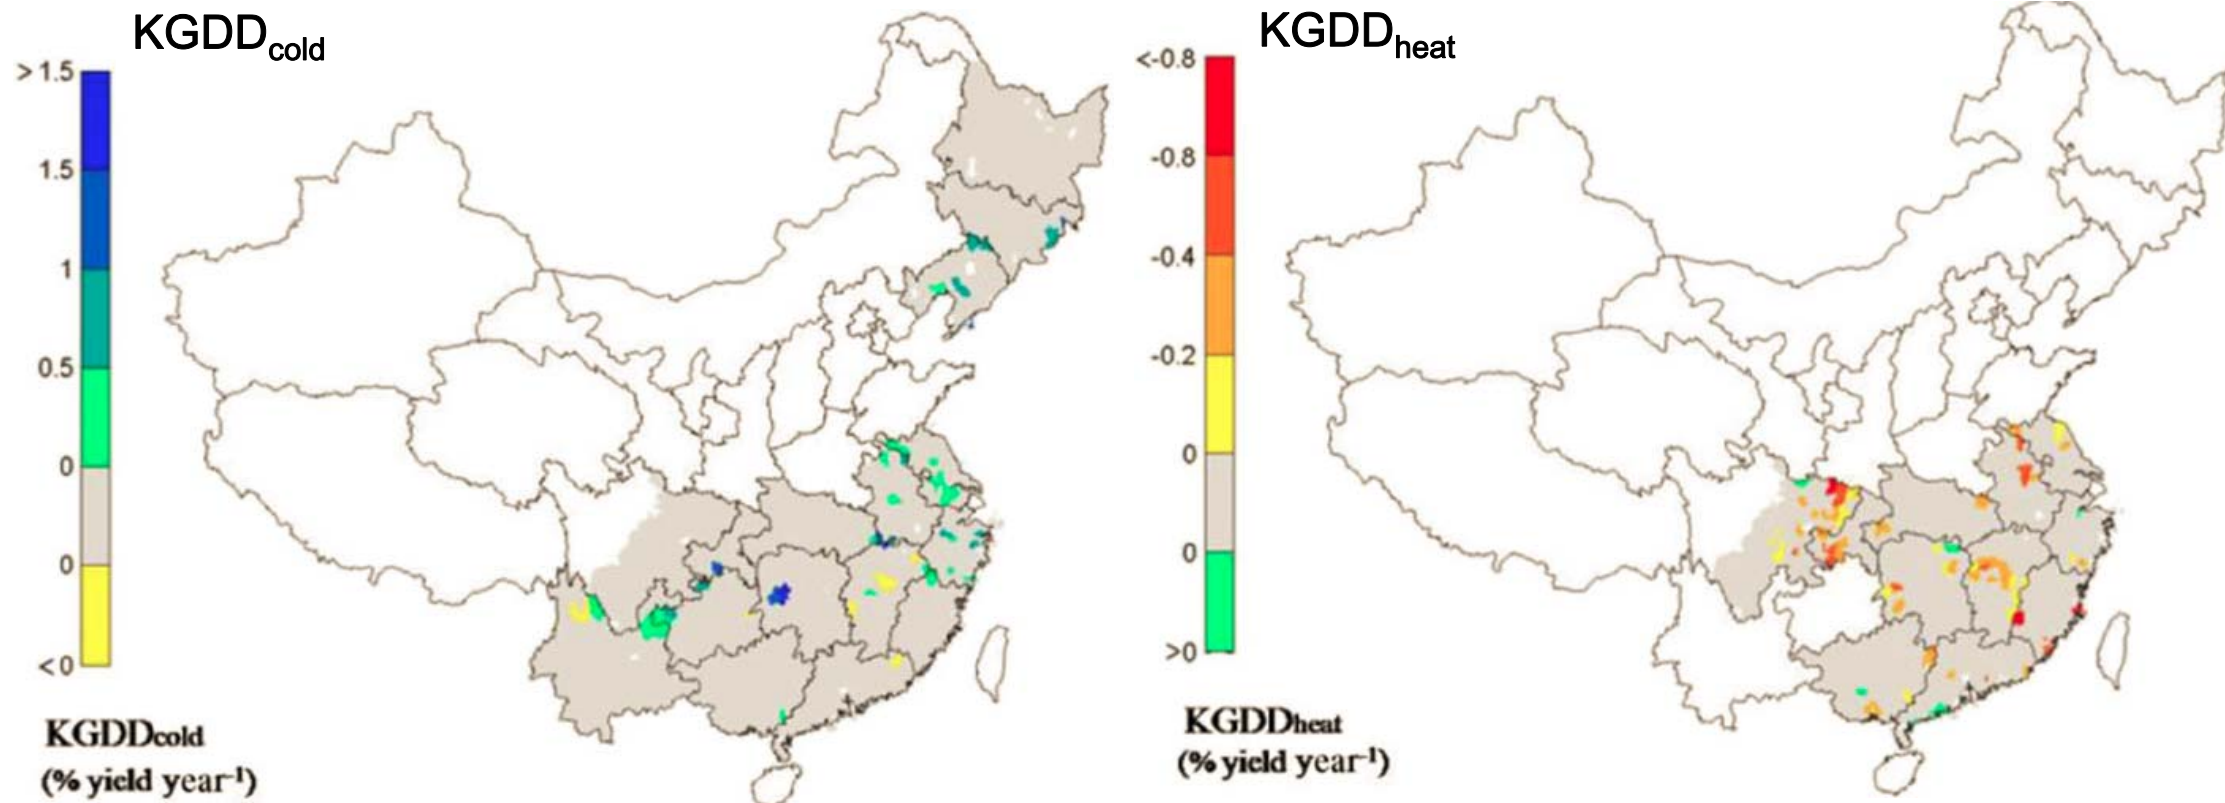 KGDDcold
> 1.5
1.5
1
0.5
0
0
< 0
KGDDcold
(% yield year-1)
KGDDheat
<-0.8
-0.8
-0.4
-0.2
0
0
>0
KGDDheat
(% yield year-1)